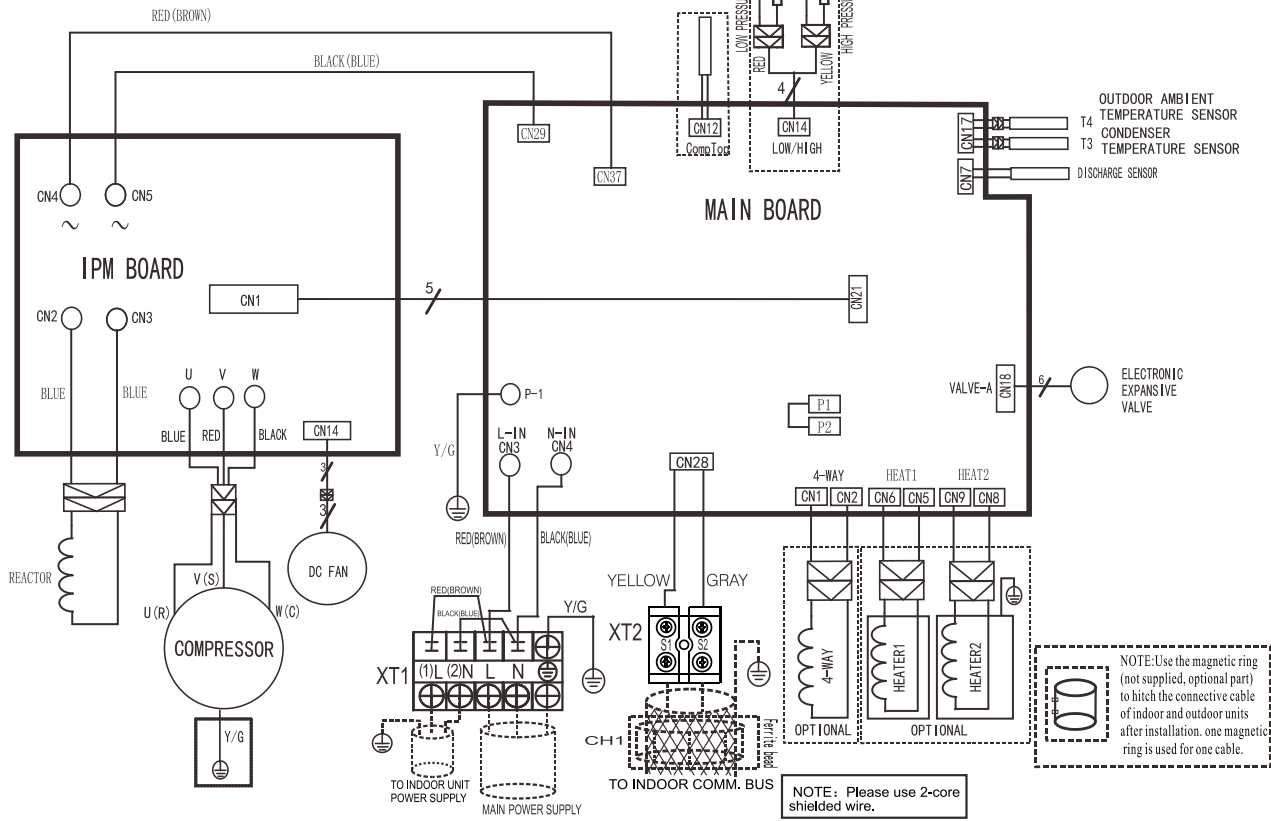 RED(BROWN)
BLACK(BLUE)
LOW PRESSU
HIGH PRESSU
RED
YELLOW
4
CN12
CompTop
CN14
LOW/HIGH
CN29
CN37
CN17
T4
OUTDOOR AMBIENT
TEMPERATURE SENSOR
T3
CONDENSER
TEMPERATURE SENSOR
CN7
DISCHARGE SENSOR
MAIN BOARD
CN4
CN5
~
~
IPM BOARD
CN1
5
CN21
CN2
CN3
BLUE
BLUE
U
V
W
BLUE
RED
BLACK
CN14
3
3
DC FAN
REACTOR
V(S)
U(R)
W(C)
COMPRESSOR
Y/G
P-1
Y/G
L-IN
CN3
N-IN
CN4
VALVE-A
CN18
6
ELECTRONIC
EXPANSIVE
VALVE
P1
P2
CN28
4-WAY
HEAT1
HEAT2
CN1
CN2
CN6
CN5
CN9
CN8
RED(BROWN)
BLACK(BLUE)
RED(BROWN)
BLACK(BLUE)
Y/G
XT1
(1)L
(2)N
L
N
TO INDOOR UNIT
POWER SUPPLY
MAIN POWER SUPPLY
YELLOW
GRAY
XT2
S1
S2
CH1
Ferrite bead
TO INDOOR COMM. BUS
4-WAY
OPTIONAL
HEATER1
HEATER2
OPTIONAL
NOTE: Please use 2-core
shielded wire.
NOTE:Use the magnetic ring
(not supplied, optional part)
to hitch the connective cable
of indoor and outdoor units
after installation. one magnetic
ring is used for one cable.